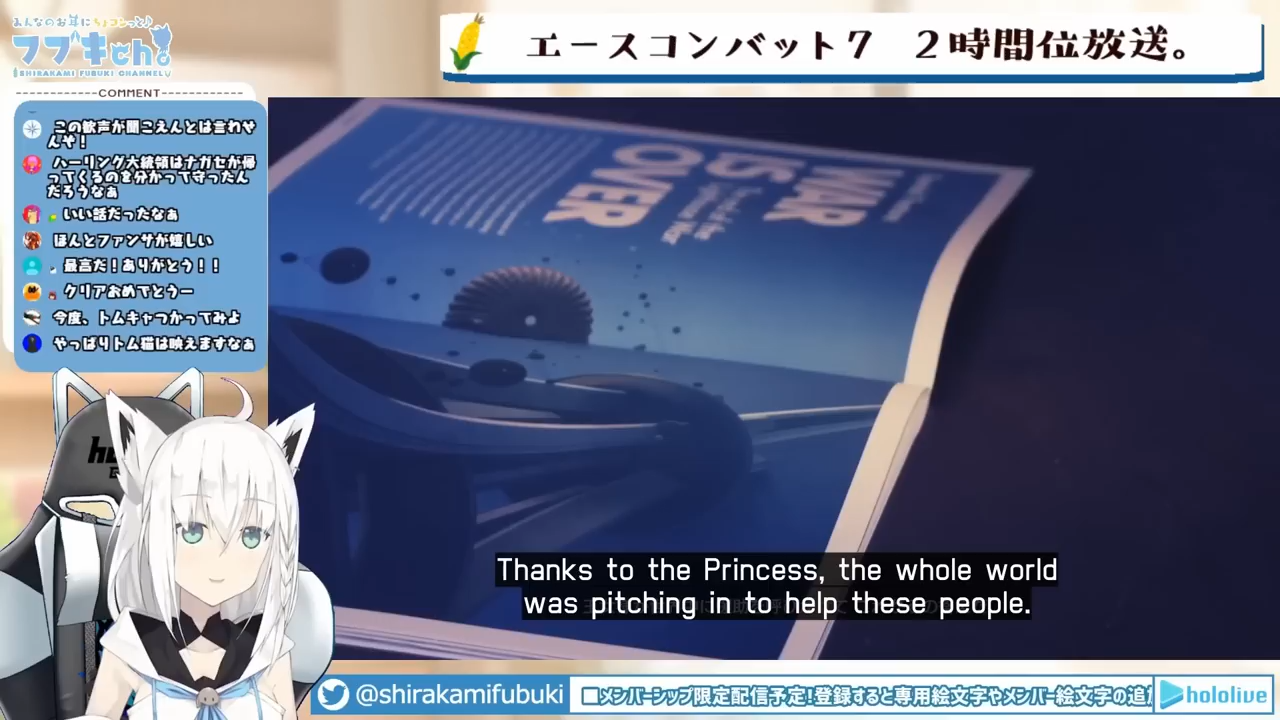 みんなのお耳にちょコンっと♪
フブキch!
SHIRAKAMI FUBUKI CHANNEL
エースコンバット7 2時間位放送。
COMMENT
この歓声が聞こえんとは言わせ
んぞ!
ハーリング大統領はナガセが帰
ってくるのを分かって守ったん
だろうなぁ
いい話だったなぁ
ほんとファンサが嬉しい
最高だ!ありがとう!!
クリアおめでとうー
今度、トムキャつかってみよ
やっぱりトム猫は映えますなぁ
WAR
IS
OVER
Thanks to the Princess, the whole world
was pitching in to help these people.
@shirakamifubuki
■メンバーシップ限定配信予定!登録すると専用絵文字やメンバー絵文字の追
hololive